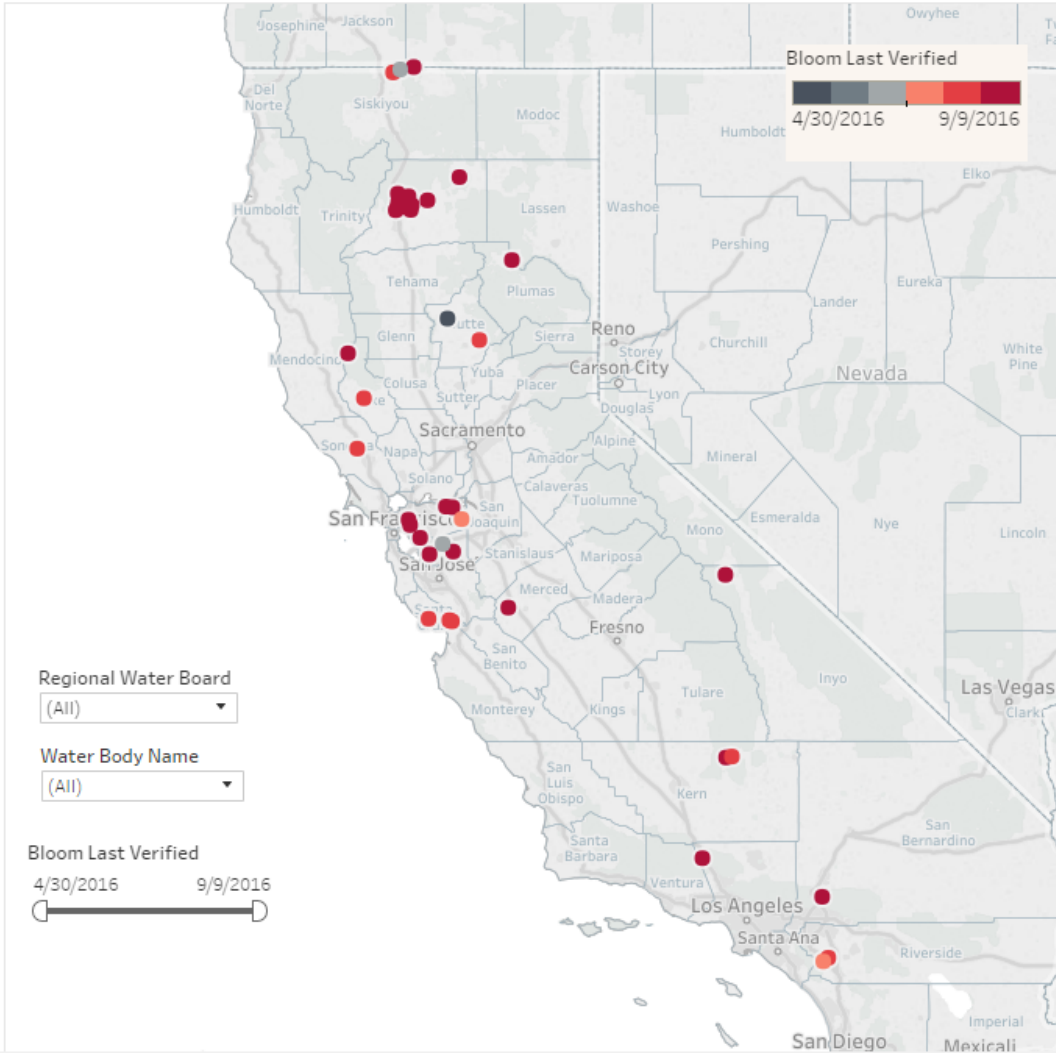 Owyhee
Josephine
Jackson
Bloom Last Verified
4/30/2016
9/9/2016
Del
Norte
Siskiyou
Modoc
Humboldt
Elko
Humboldt
Trinity
Lassen
Washoe
Pershing
Tehama
Plumas
Eureka
Lander
Glenn
Reno
Sierra
Storey
Churchill
White
Pine
Mendocino
Carson City
Nevada
Yuba
Colusa
Placer
Sutter
Lyon
Douglas
Sacramento
Alpine
Napa
Amador
Mineral
Solano
Calaveras
Tuolumne
San
Joaquin
San Francisco
Esmeralda
Nye
Mono
Lincoln
Stanislaus
Mariposa
San Jose
Merced
Madera
Santa
Fresno
San
Benito
Regional Water Board
(All)
Tulare
Inyo
Las Vegas
Clark
Monterey
Kings
Water Body Name
(All)
San
Luis
Obispo
Kern
San
Bernardino
Santa
Barbara
Bloom Last Verified
4/30/2016
9/9/2016
Ventura
Los Angeles
Santa Ana
Riverside
Imperial
San Diego
Mexicali